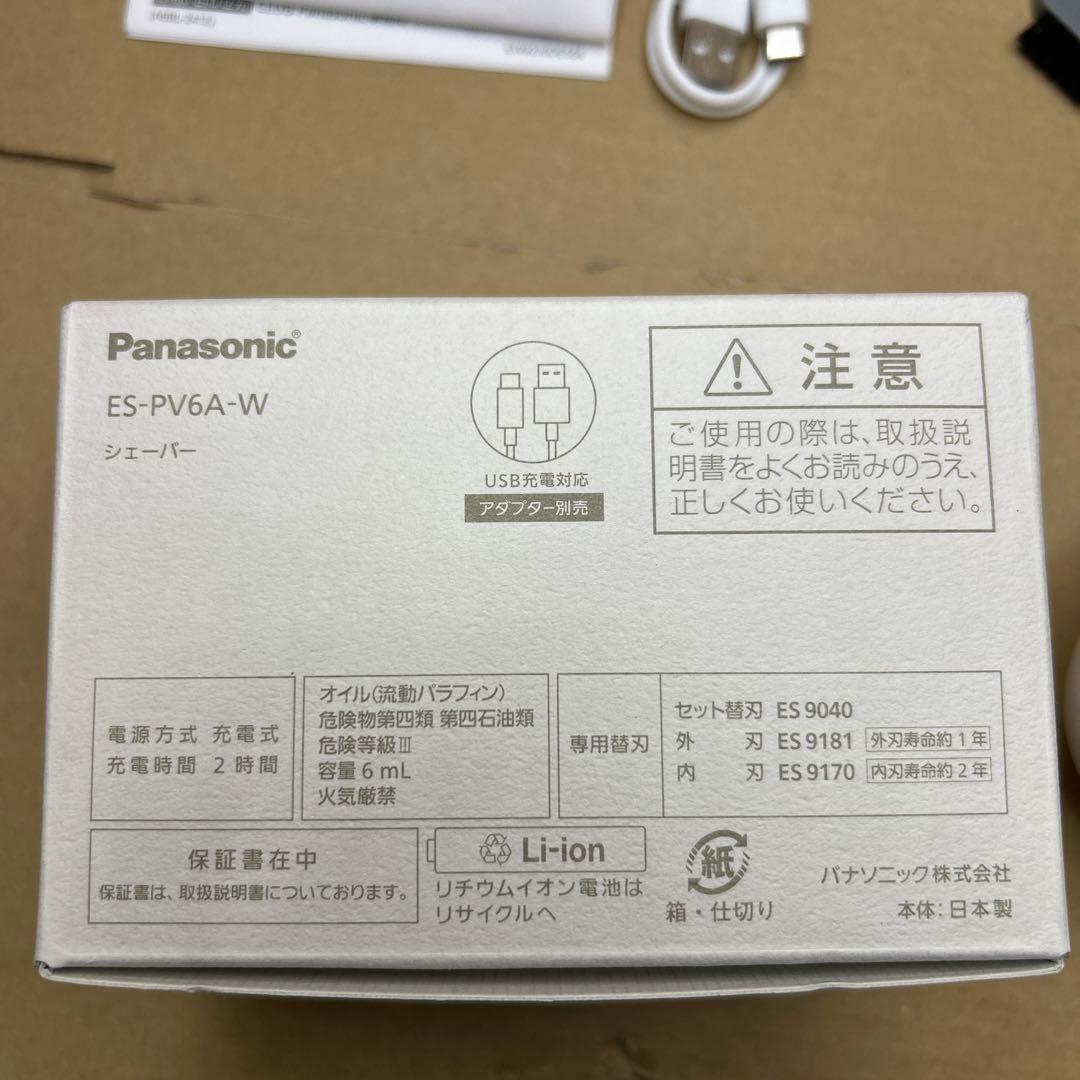 CLUB Panasonic
Panasonic®
ES-PV6A-W
シェーバー
USB充電対応
アダプター別売
注意
ご使用の際は、取扱説
明書をよくお読みのうえ、
正しくお使いください。
電源方式 充電式
充電時間 2時間
オイル(流動パラフィン)
危険物第四類 第四石油類
危険等級Ⅲ
容量6mL
火気厳禁
専用替刃
セット替刃 ES9040
外刃 ES9181 外刃寿命約1年
内刃 ES9170 内刃寿命約2年
保証書在中
保証書は、取扱説明書についております。
Li-ion
リチウムイオン電池は
リサイクルへ
紙
箱・仕切り
パナソニック株式会社
本体:日本製